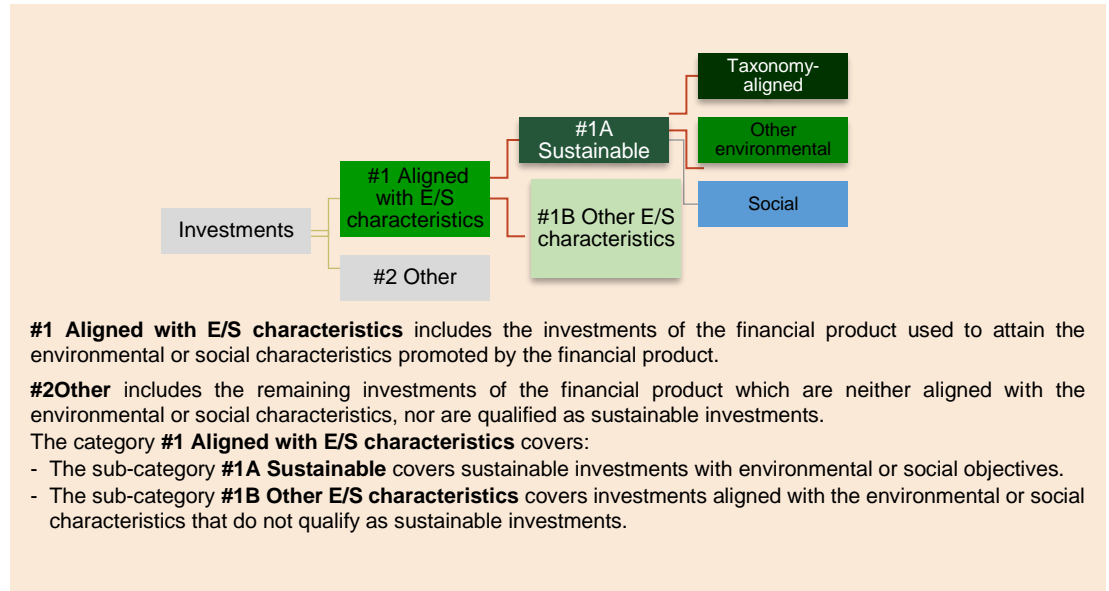 Taxonomy-
aligned
#1A
Sustainable
Other
environmental
#1 Aligned
with E/S
characteristics
Social
#1B Other E/S
characteristics
Investments
#2 Other
#1 Aligned with E/S characteristics includes the investments of the financial product used to attain the
environmental or social characteristics promoted by the financial product.
#2Other includes the remaining investments of the financial product which are neither aligned with the
environmental or social characteristics, nor are qualified as sustainable investments.
The category #1 Aligned with E/S characteristics covers:
- The sub-category #1A Sustainable covers sustainable investments with environmental or social objectives.
- The sub-category #1B Other E/S characteristics covers investments aligned with the environmental or social
characteristics that do not qualify as sustainable investments.